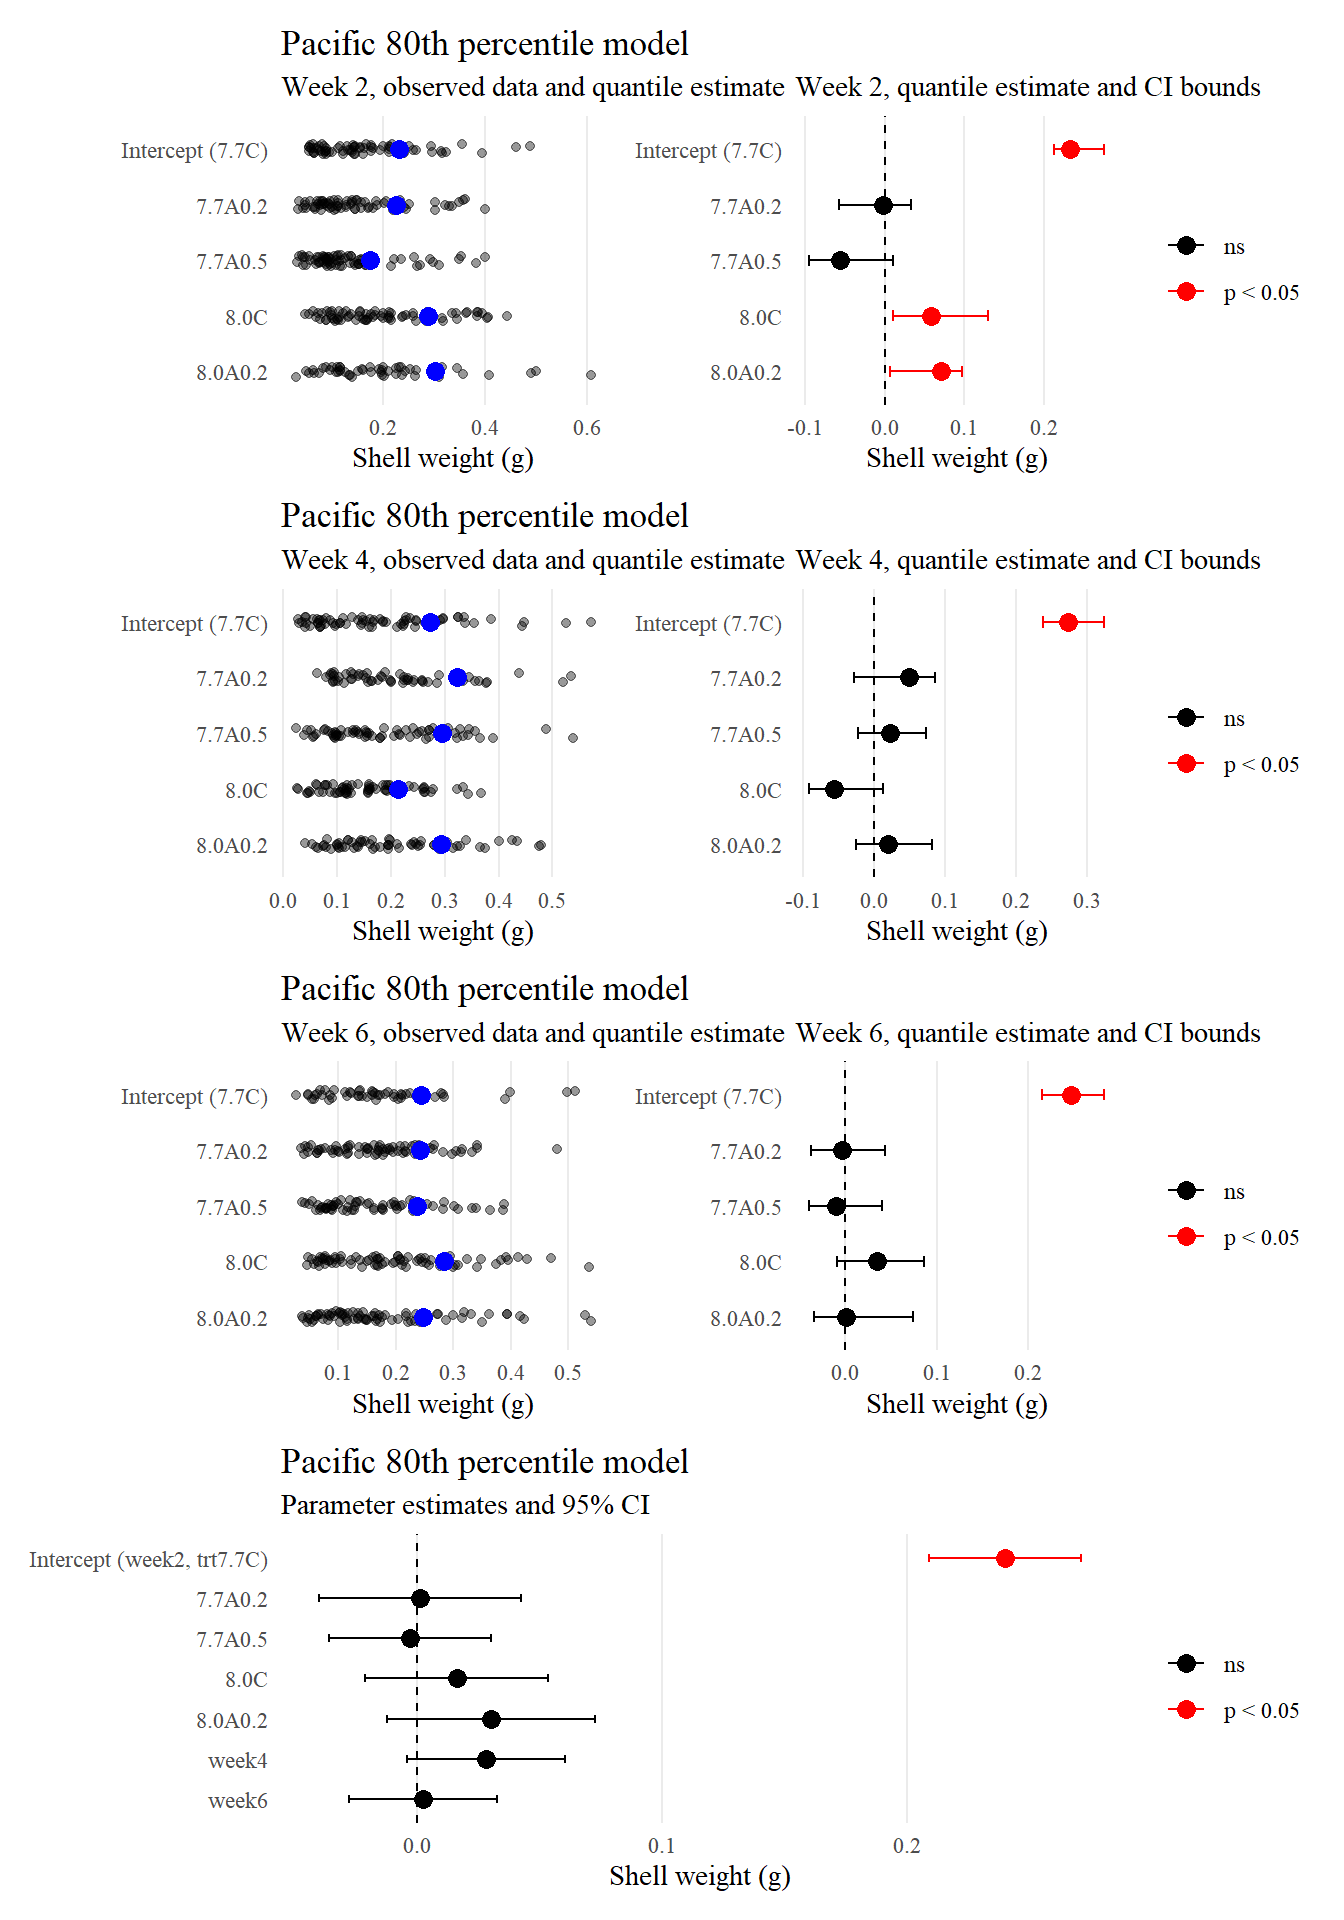 Pacific 80th percentile model
Week 2, observed data and quantile estimate
Week 2, quantile estimate and CI bounds
Intercept (7.7C)
7.7A0.2
7.7A0.5
8.0C
8.0A0.2
0.2 0.4 0.6
Shell weight (g)
Intercept (7.7C)
7.7A0.2
7.7A0.5
8.0C
8.0A0.2
-0.1 0.0 0.1 0.2
Shell weight (g)
ns
p < 0.05
Pacific 80th percentile model
Week 4, observed data and quantile estimate
Week 4, quantile estimate and CI bounds
Intercept (7.7C)
7.7A0.2
7.7A0.5
8.0C
8.0A0.2
0.0 0.1 0.2 0.3 0.4 0.5
Shell weight (g)
Intercept (7.7C)
7.7A0.2
7.7A0.5
8.0C
8.0A0.2
-0.1 0.0 0.1 0.2 0.3
Shell weight (g)
ns
p < 0.05
Pacific 80th percentile model
Week 6, observed data and quantile estimate
Week 6, quantile estimate and CI bounds
Intercept (7.7C)
7.7A0.2
7.7A0.5
8.0C
8.0A0.2
0.1 0.2 0.3 0.4 0.5
Shell weight (g)
Intercept (7.7C)
7.7A0.2
7.7A0.5
8.0C
8.0A0.2
0.0 0.1 0.2
Shell weight (g)
ns
p < 0.05
Pacific 80th percentile model
Parameter estimates and 95% CI
Intercept (week2, trt7.7C)
7.7A0.2
7.7A0.5
8.0C
8.0A0.2
week4
week6
0.0 0.1 0.2
Shell weight (g)
ns
p < 0.05